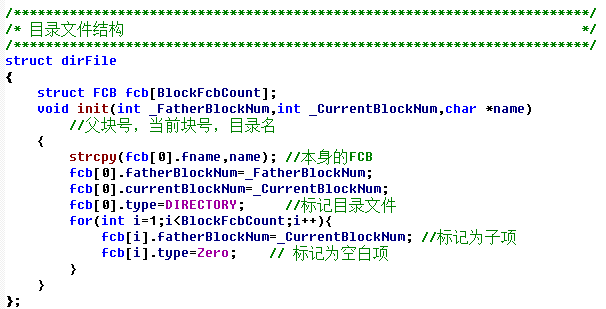 /************************************************************************/
/* 目录文件结构                                                         */
/************************************************************************/
struct dirFile
{
    struct FCB fcb[BlockFcbCount];
    void init(int _FatherBlockNum,int _CurrentBlockNum,char *name)
        //父块号，当前块号，目录名
    {
        strcpy(fcb[0].fname,name); //本身的FCB
        fcb[0].fatherBlockNum=_FatherBlockNum;
        fcb[0].currentBlockNum=_CurrentBlockNum;
        fcb[0].type=DIRECTORY;     //标记目录文件
        for(int i=1;i<BlockFcbCount;i++){
            fcb[i].fatherBlockNum=_CurrentBlockNum; //标记为子项
            fcb[i].type=Zero;    // 标记为空白项
        }
    }
};